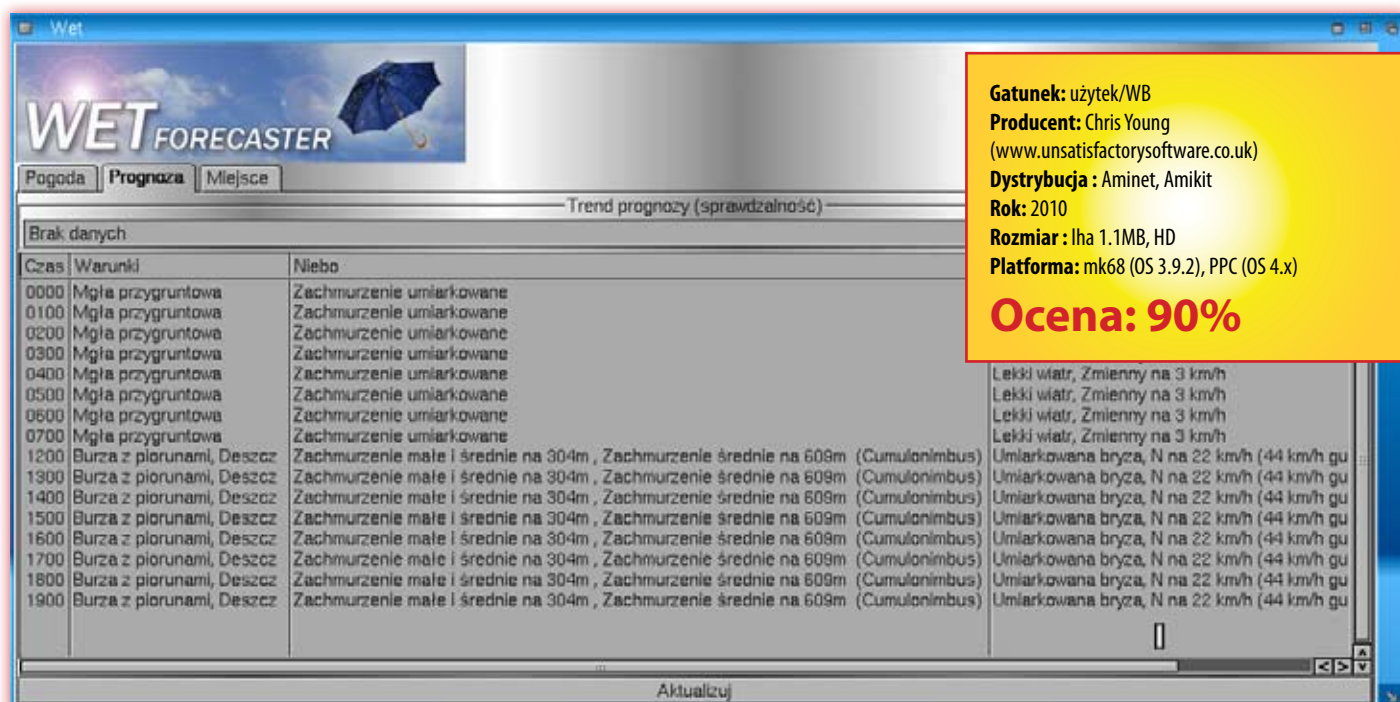 Wet
WET FORECASTER
Pogoda Prognoza Miejsce
Trend prognozy (sprawdzalność)
Brak danych
Gatunek: użytek/WB
Producent: Chris Young
(www.unsatisfactorysoftware.co.uk)
Dystrybucja : Aminet, Amikit
Rok: 2010
Rozmiar : lha 1.1MB, HD
Platforma: mk68 (OS 3.9.2), PPC (OS 4.x)
Ocena: 90%
Czas Warunki Niebo
0000 Mgła przygruntowa Zachmurzenie umiarkowane
0100 Mgła przygruntowa Zachmurzenie umiarkowane
0200 Mgła przygruntowa Zachmurzenie umiarkowane
0300 Mgła przygruntowa Zachmurzenie umiarkowane
0400 Mgła przygruntowa Zachmurzenie umiarkowane Lekki wiatr, Zmienny na 3 km/h
0500 Mgła przygruntowa Zachmurzenie umiarkowane Lekki wiatr, Zmienny na 3 km/h
0600 Mgła przygruntowa Zachmurzenie umiarkowane Lekki wiatr, Zmienny na 3 km/h
0700 Mgła przygruntowa Zachmurzenie umiarkowane Lekki wiatr, Zmienny na 3 km/h
1200 Burza z piorunami, Deszcz Zachmurzenie małe i średnie na 304m , Zachmurzenie średnie na 609m (Cumulonimbus) Umiarkowana bryza, N na 22 km/h (44 km/h gu
1300 Burza z piorunami, Deszcz Zachmurzenie małe i średnie na 304m , Zachmurzenie średnie na 609m (Cumulonimbus) Umiarkowana bryza, N na 22 km/h (44 km/h gu
1400 Burza z piorunami, Deszcz Zachmurzenie małe i średnie na 304m , Zachmurzenie średnie na 609m (Cumulonimbus) Umiarkowana bryza, N na 22 km/h (44 km/h gu
1500 Burza z piorunami, Deszcz Zachmurzenie małe i średnie na 304m , Zachmurzenie średnie na 609m (Cumulonimbus) Umiarkowana bryza, N na 22 km/h (44 km/h gu
1600 Burza z piorunami, Deszcz Zachmurzenie małe i średnie na 304m , Zachmurzenie średnie na 609m (Cumulonimbus) Umiarkowana bryza, N na 22 km/h (44 km/h gu
1700 Burza z piorunami, Deszcz Zachmurzenie małe i średnie na 304m , Zachmurzenie średnie na 609m (Cumulonimbus) Umiarkowana bryza, N na 22 km/h (44 km/h gu
1800 Burza z piorunami, Deszcz Zachmurzenie małe i średnie na 304m , Zachmurzenie średnie na 609m (Cumulonimbus) Umiarkowana bryza, N na 22 km/h (44 km/h gu
1900 Burza z piorunami, Deszcz Zachmurzenie małe i średnie na 304m , Zachmurzenie średnie na 609m (Cumulonimbus) Umiarkowana bryza, N na 22 km/h (44 km/h gu
Aktualizuj